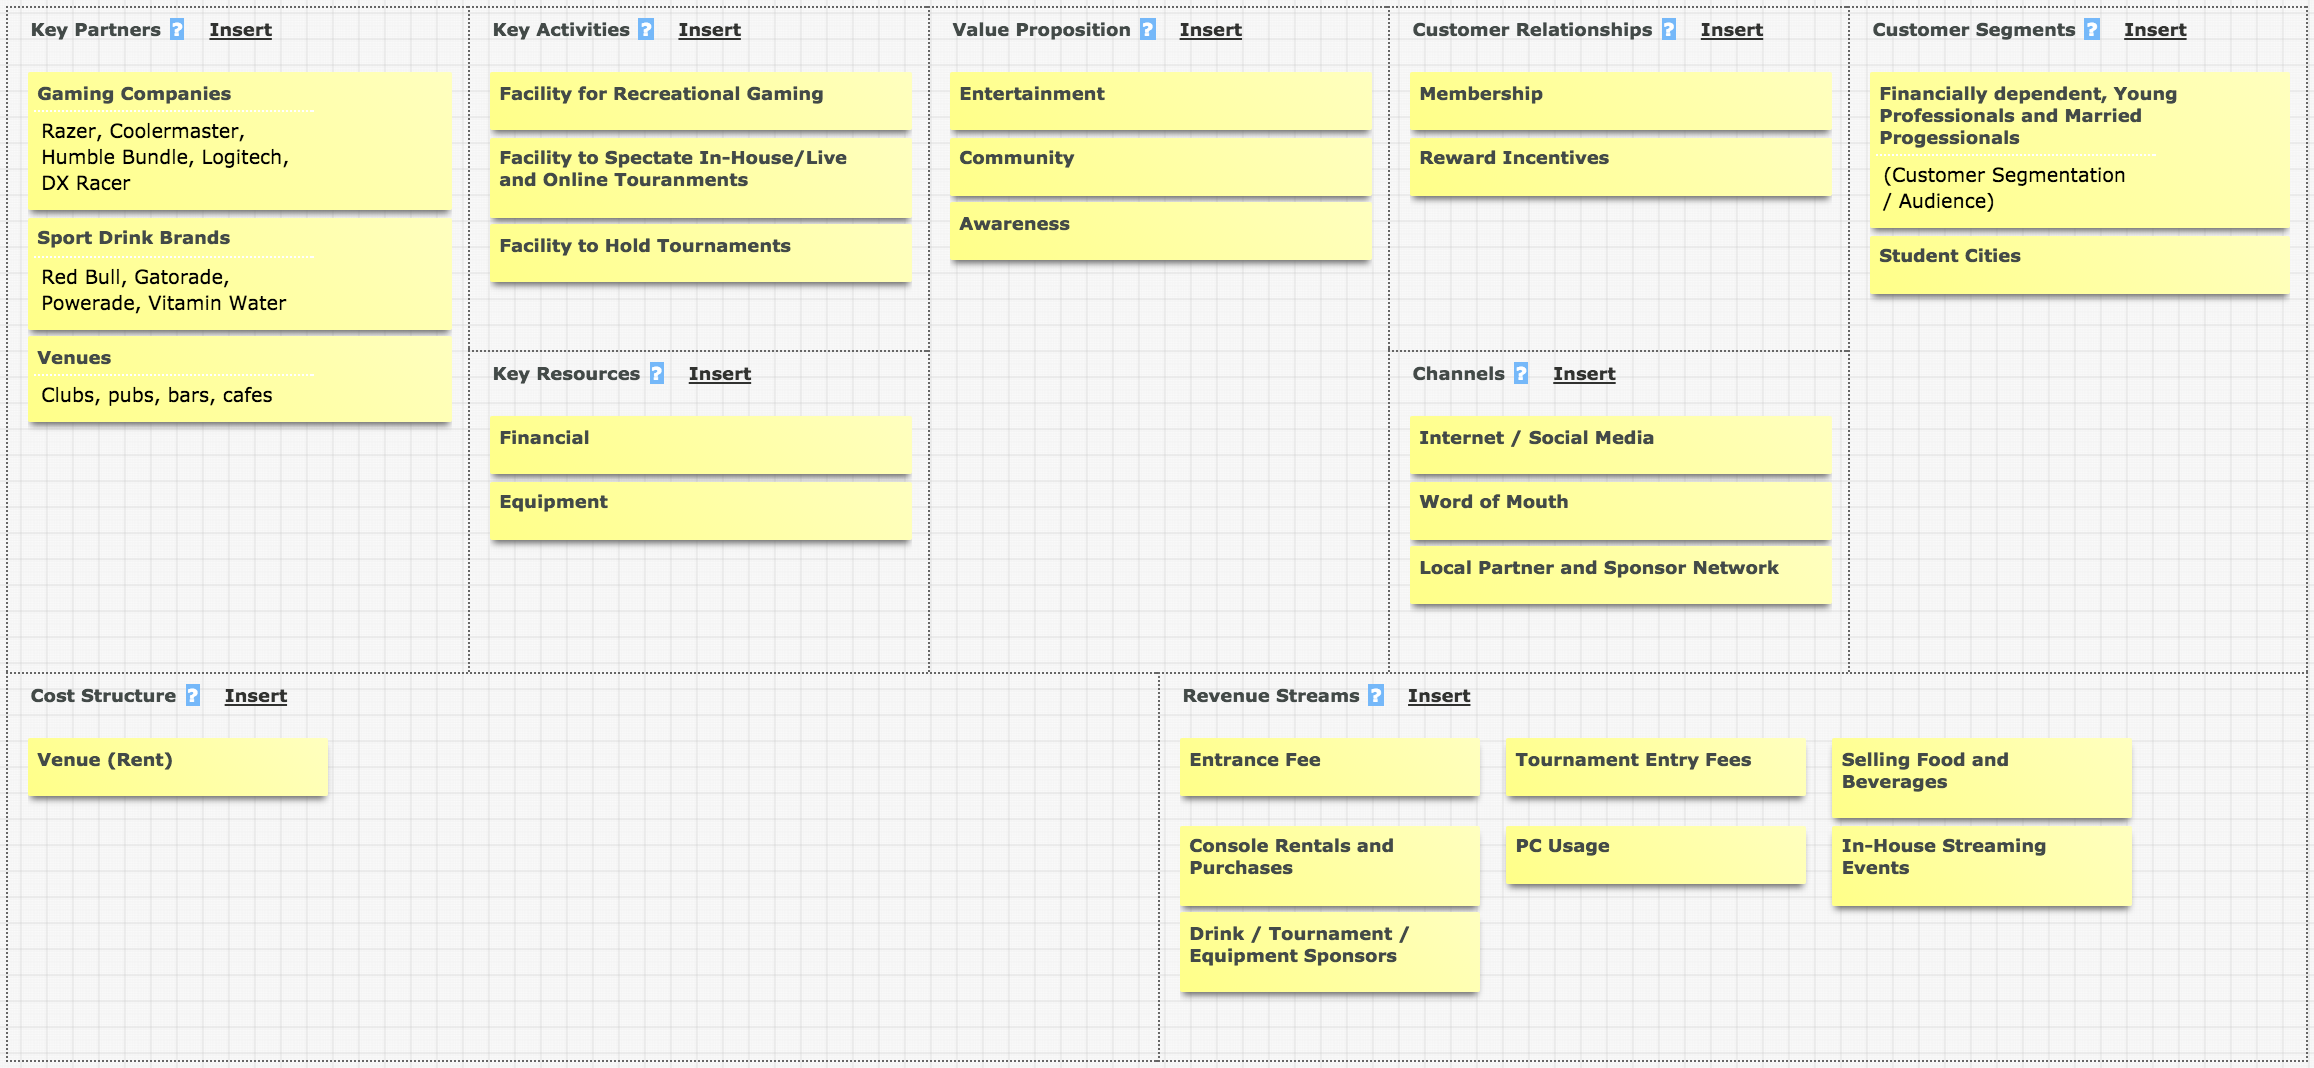 Key Partners ? Insert
Gaming Companies
Razer, Coolermaster,
Humble Bundle, Logitech,
DX Racer
Sport Drink Brands
Red Bull, Gatorade,
Powerade, Vitamin Water
Venues
Clubs, pubs, bars, cafes
Key Activities ? Insert
Facility for Recreational Gaming
Facility to Spectate In-House/Live
and Online Touranments
Facility to Hold Tournaments
Key Resources ? Insert
Financial
Equipment
Value Proposition ? Insert
Entertainment
Community
Awareness
Customer Relationships ? Insert
Membership
Reward Incentives
Channels ? Insert
Internet / Social Media
Word of Mouth
Local Partner and Sponsor Network
Customer Segments ? Insert
Financially dependent, Young
Professionals and Married
Progessionals
(Customer Segmentation
/ Audience)
Student Cities
Cost Structure ? Insert
Venue (Rent)
Revenue Streams ? Insert
Entrance Fee
Tournament Entry Fees
Selling Food and
Beverages
Console Rentals and
Purchases
PC Usage
In-House Streaming
Events
Drink / Tournament /
Equipment Sponsors